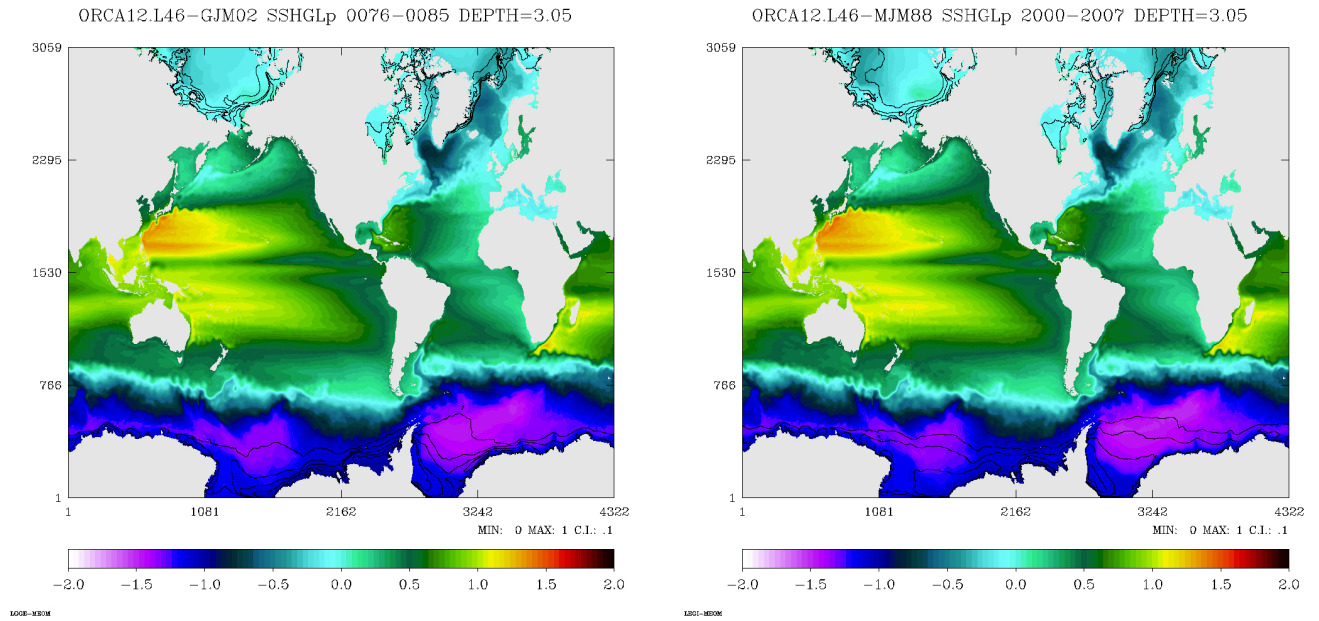 ORCA12.L46-GJM02 SSHGLp 0076-0085 DEPTH=3.05
3059
2295
1530
766
1
1 1081 2162 3242 4322
MIN: 0 MAX: 1 C.I.: .1
-2.0 -1.5 -1.0 -0.5 0.0 0.5 1.0 1.5 2.0
LGGE-MEOM
ORCA12.L46-MJM88 SSHGLp 2000-2007 DEPTH=3.05
3059
2295
1530
766
1
1 1081 2162 3242 4322
MIN: 0 MAX: 1 C.I.: .1
-2.0 -1.5 -1.0 -0.5 0.0 0.5 1.0 1.5 2.0
LEGI-MEOM